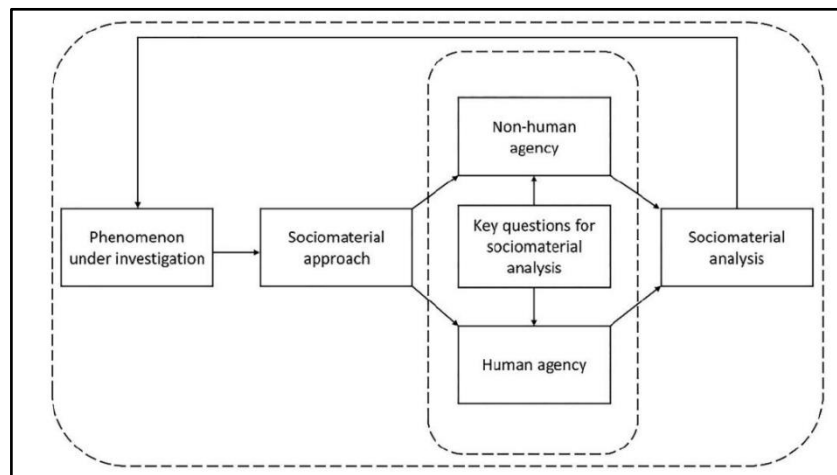 Non-human
agency
Phenomenon
under investigation
Sociomaterial
approach
Key questions for
sociomaterial
analysis
Sociomaterial
analysis
Human agency